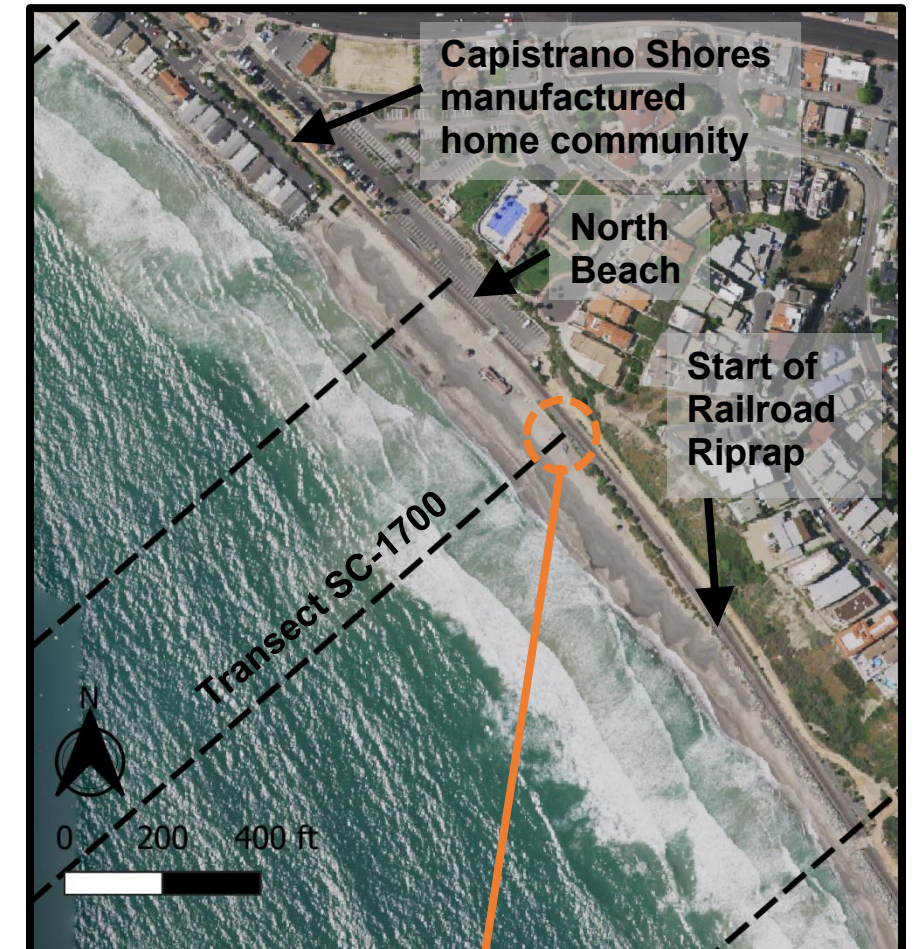 Capistrano Shores
manufactured
home community
North
Beach
Start of
Railroad
Riprap
Transect SC-1700
N
0 200 400 ft